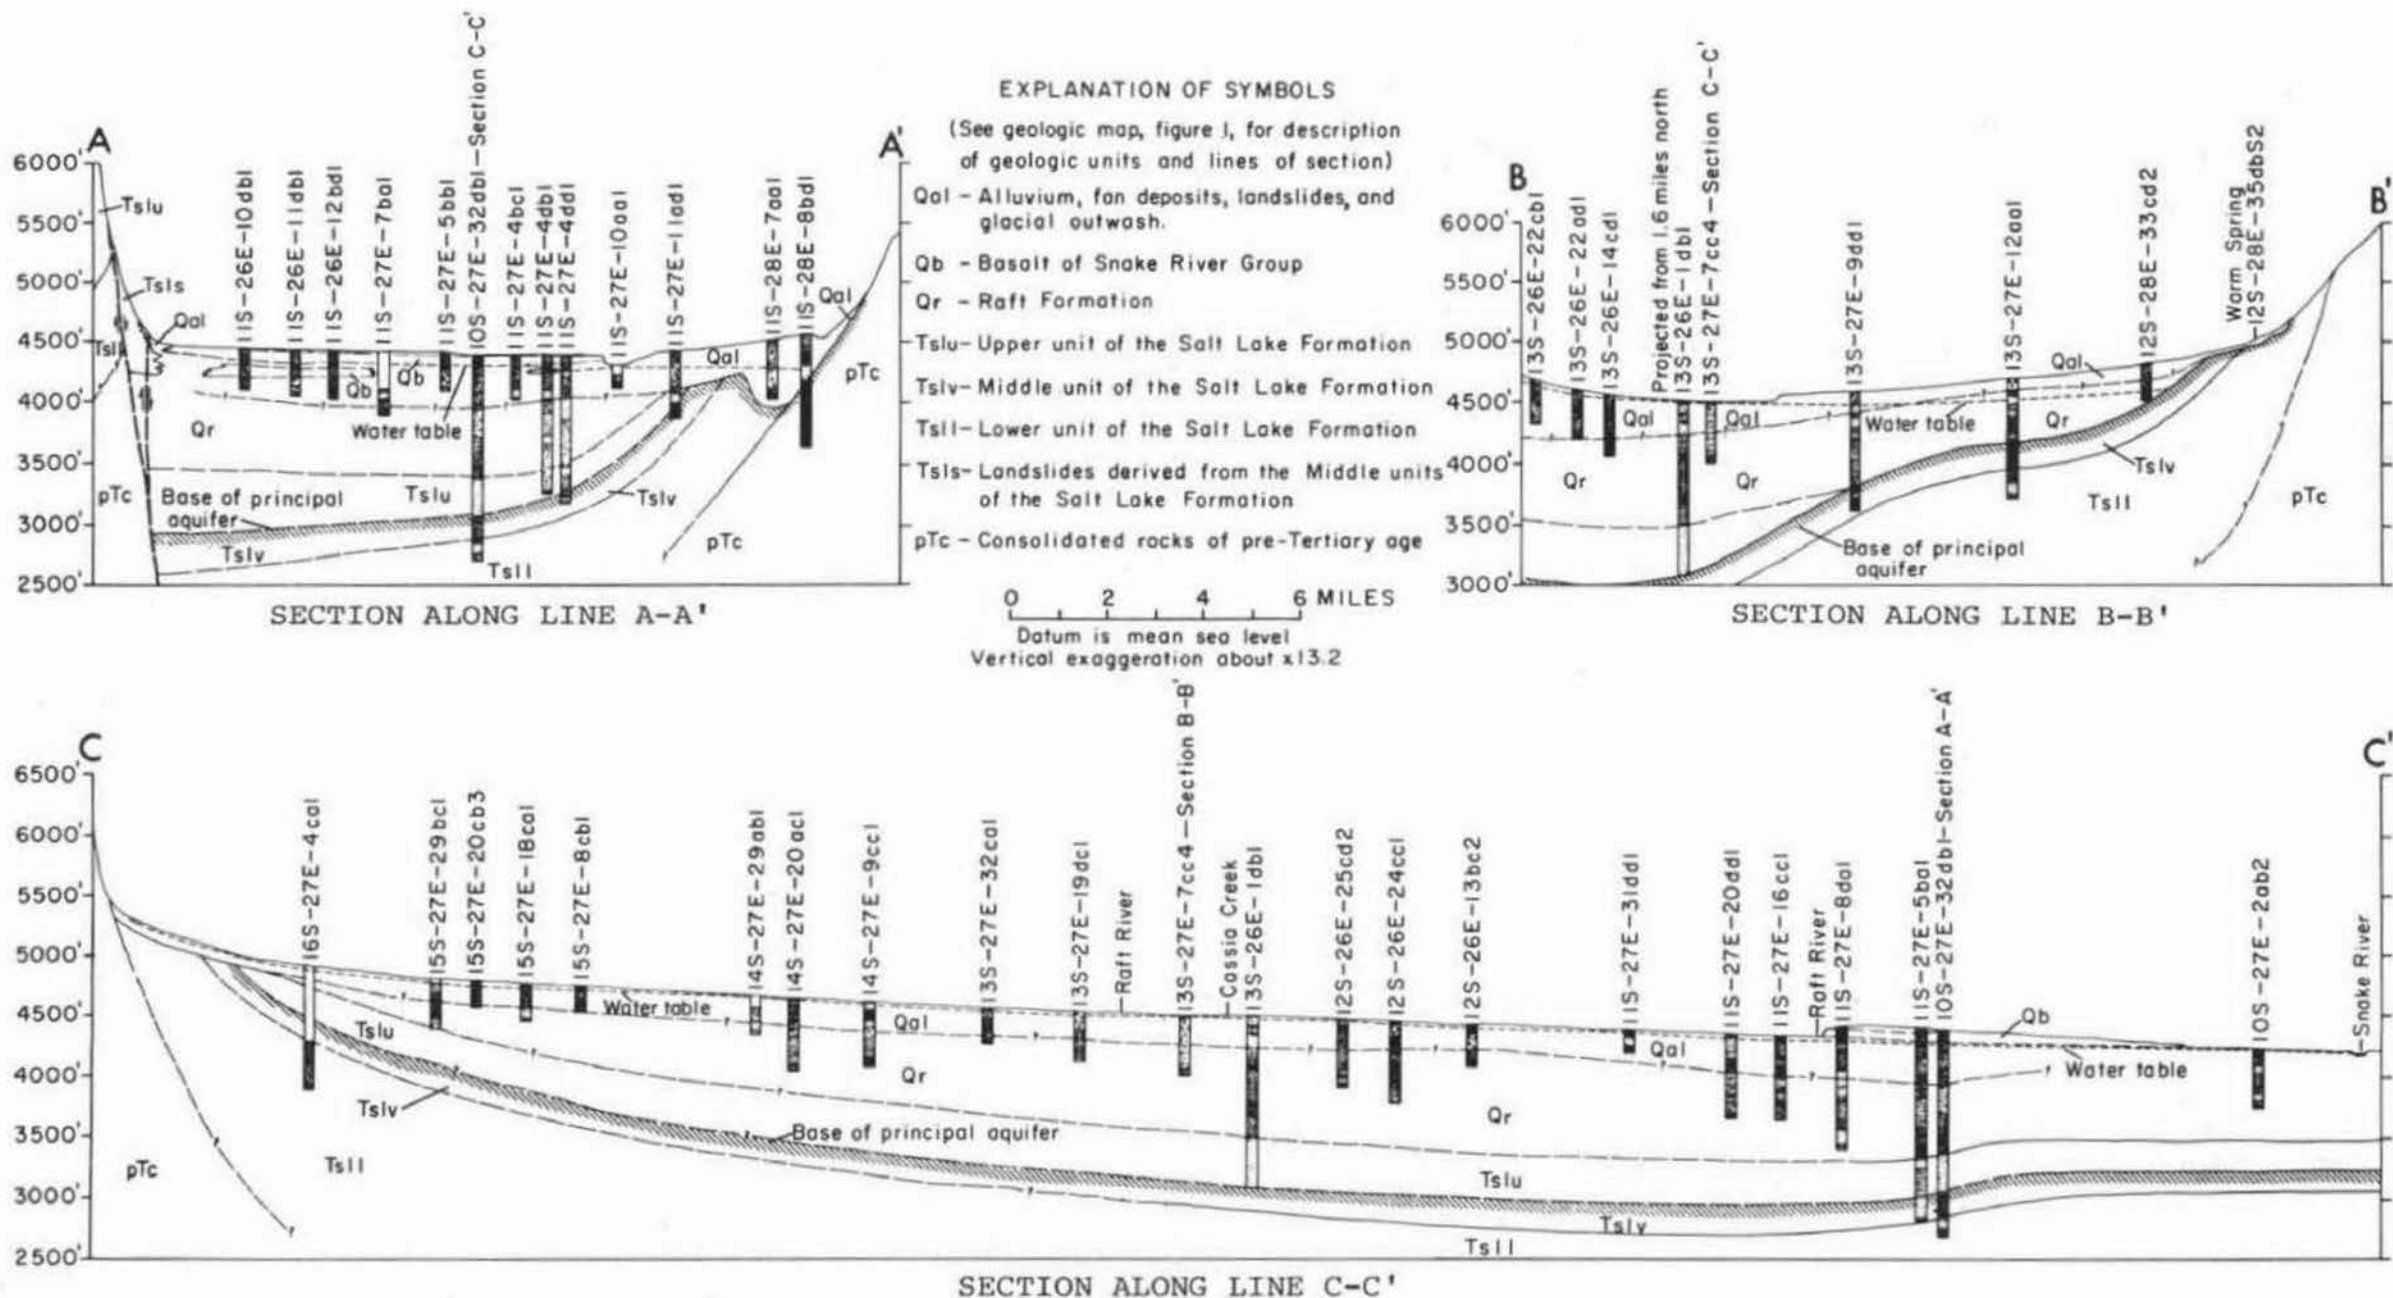 A
A'
6000'
5500'
5000'
4500'
4000'
3500'
3000'
2500'
11S-26E-10dbl
11S-26E-11dbl
11S-26E-12bdl
11S-27E-7bal
11S-27E-5bbl
10S-27E-32dbl-Section C-C'
11S-27E-4bcl
11S-27E-4dbl
11S-27E-4ddl
11S-27E-10aal
11S-27E-11adl
11S-28E-7aal
11S-28E-8bdl
Tslu
Tsls
Qal
Qal
Qal
Qb
Qb
Qr
Water table
pTc
pTc
pTc
Base of principal
aquifer
Tslu
Tslv
Tslv
Tsll
SECTION ALONG LINE A-A'
EXPLANATION OF SYMBOLS
(See geologic map, figure 1, for description
of geologic units and lines of section)
Qal - Alluvium, fan deposits, landslides, and
glacial outwash.
Qb - Basalt of Snake River Group
Qr - Raft Formation
Tslu- Upper unit of the Salt Lake Formation
Tslv- Middle unit of the Salt Lake Formation
Tsll- Lower unit of the Salt Lake Formation
Tsls- Landslides derived from the Middle units
of the Salt Lake Formation
pTc - Consolidated rocks of pre-Tertiary age
0 2 4 6 MILES
Datum is mean sea level
Vertical exaggeration about x13.2
B
B'
6000'
5500'
5000'
4500'
4000'
3500'
3000'
13S-26E-22cbl
13S-26E-22adl
13S-26E-14cdl
Projected from 1.6 miles north
13S-26E-1dbl
13S-27E-7cc4-Section C-C'
13S-27E-9ddl
13S-27E-12aal
12S-28E-33cd2
Warm Spring
12S-28E-35dbS2
Qal
Qal
Qal
Water table
Qr
Qr
Qr
Tslv
Tsll
pTc
Base of principal
aquifer
SECTION ALONG LINE B-B'
C
C'
6500'
6000'
5500'
5000'
4500'
4000'
3500'
3000'
2500'
16S-27E-4cal
15S-27E-29bcl
15S-27E-20cb3
15S-27E-18cal
15S-27E-8cbl
14S-27E-29abl
14S-27E-20acl
14S-27E-9ccl
13S-27E-32cal
13S-27E-19dcl
Raft River
13S-27E-7cc4-Section B-B'
Cassia Creek
13S-26E-1dbl
12S-26E-25cd2
12S-26E-24ccl
12S-26E-13bc2
11S-27E-31ddl
11S-27E-20ddl
11S-27E-16ccl
Raft River
11S-27E-8dal
11S-27E-5bal
10S-27E-32dbl-Section A-A'
10S-27E-2ab2
Snake River
Water table
Qal
Qal
Qb
Water table
Tslu
Qr
Qr
Tslv
Base of principal aquifer
pTc
Tsll
Tslu
Tslv
Tsll
SECTION ALONG LINE C-C'